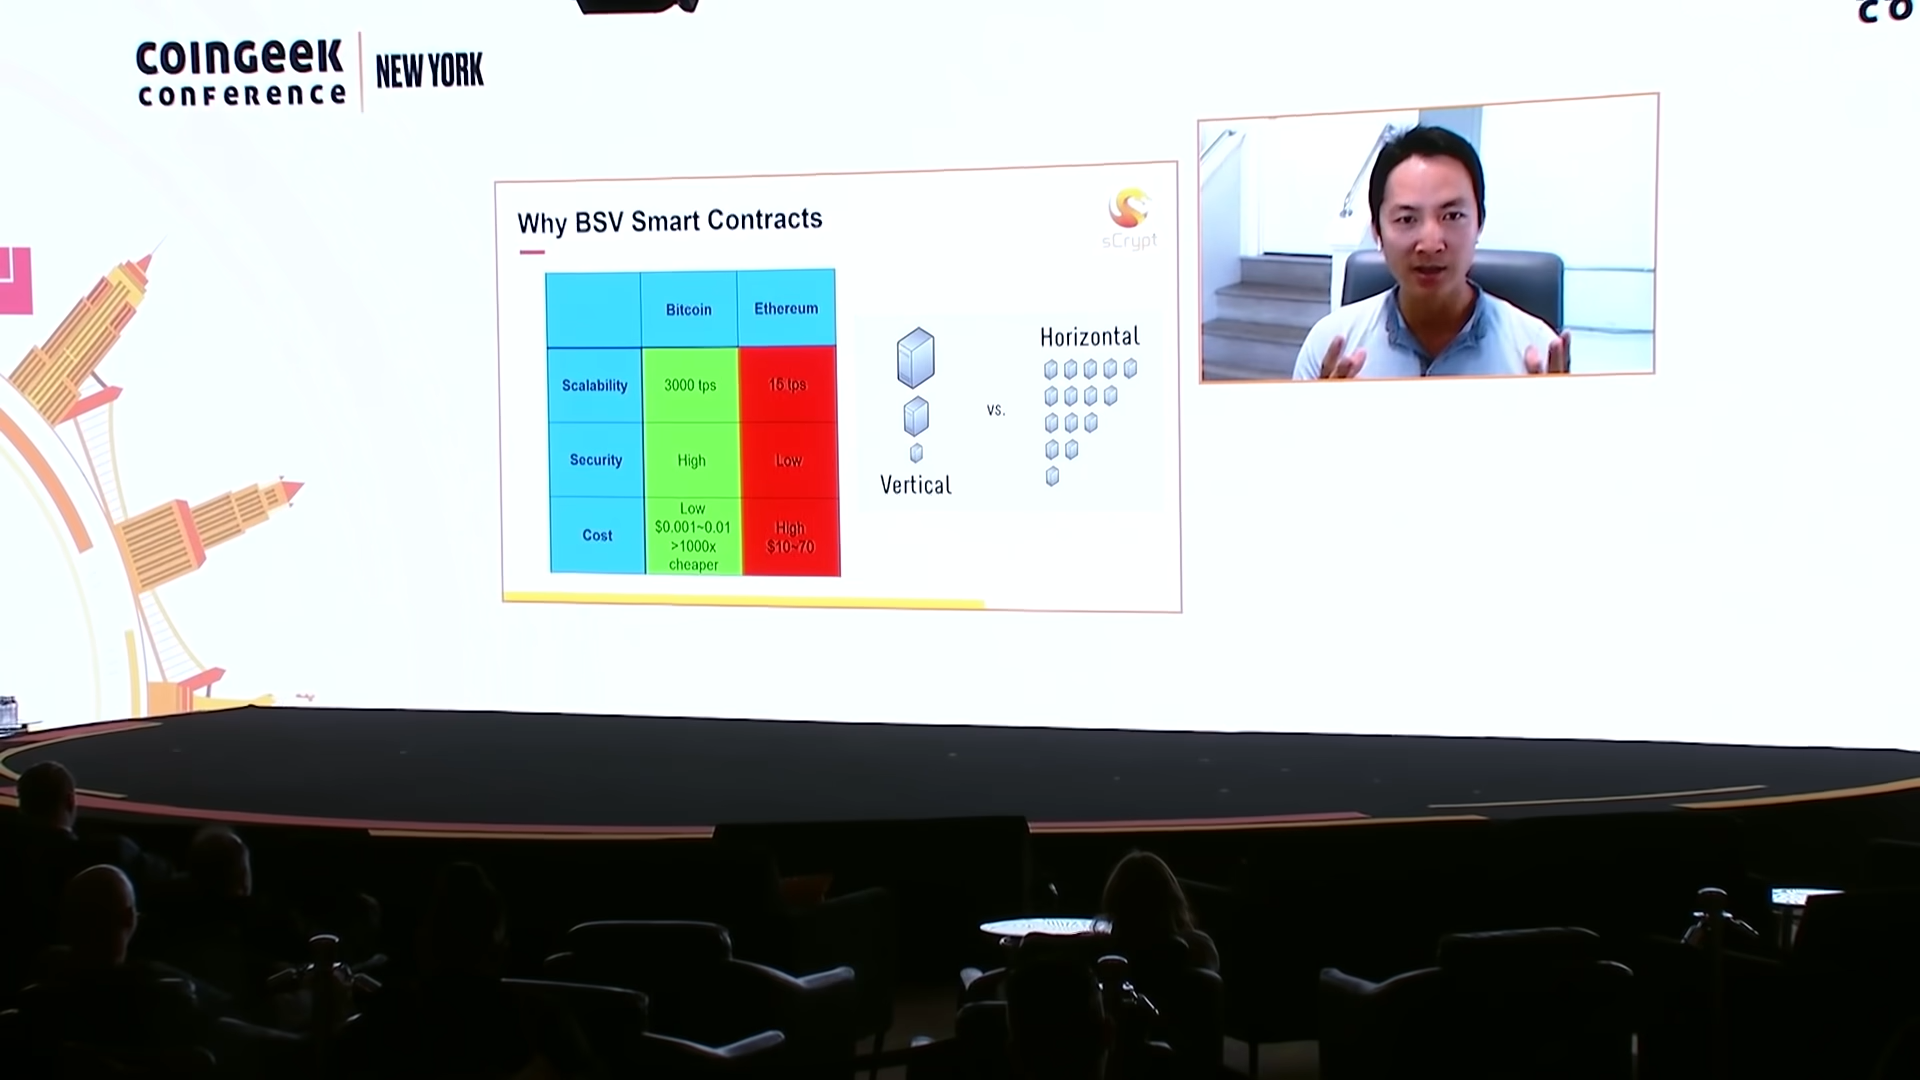 COINGEEK
CONFERENCE
NEW YORK
CO
Why BSV Smart Contracts
sCrypt
Bitcoin
Ethereum
Scalability
3000 tps
15 tps
Security
High
Low
Cost
Low
$0.001~0.01
>1000x
cheaper
High
$10~70
Vertical
vs.
Horizontal